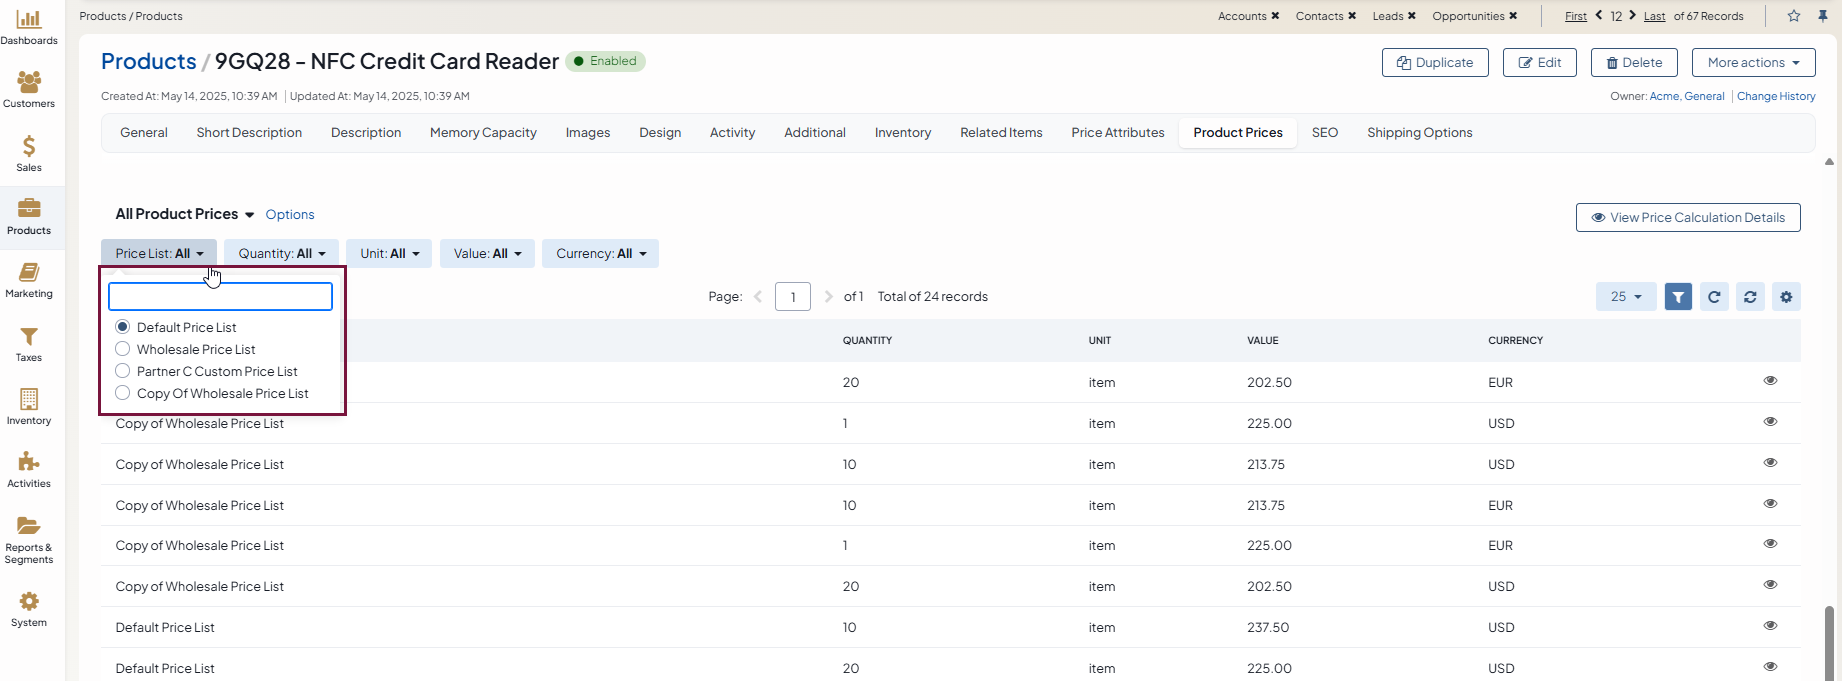 Products / Products
Accounts ✖ Contacts ✖ Leads ✖ Opportunities ✖
First 12 Last of 67 Records
Dashboards
Customers
Sales
Products
Marketing
Taxes
Inventory
Activities
Reports &
Segments
System
Products / 9GQ28 - NFC Credit Card Reader Enabled
Duplicate Edit Delete More actions
Created At: May 14, 2025, 10:39 AM | Updated At: May 14, 2025, 10:39 AM
Owner: Acme, General | Change History
General Short Description Description Memory Capacity Images Design Activity Additional Inventory Related Items Price Attributes Product Prices SEO Shipping Options
All Product Prices Options
View Price Calculation Details
Price List: All Quantity: All Unit: All Value: All Currency: All
Default Price List
Wholesale Price List
Partner C Custom Price List
Copy Of Wholesale Price List
Page: 1 of 1 Total of 24 records
25
QUANTITY UNIT VALUE CURRENCY
20 item 202.50 EUR
Copy of Wholesale Price List 1 item 225.00 USD
Copy of Wholesale Price List 10 item 213.75 USD
Copy of Wholesale Price List 10 item 213.75 EUR
Copy of Wholesale Price List 1 item 225.00 EUR
Copy of Wholesale Price List 20 item 202.50 USD
Default Price List 10 item 237.50 USD
Default Price List 20 item 225.00 USD